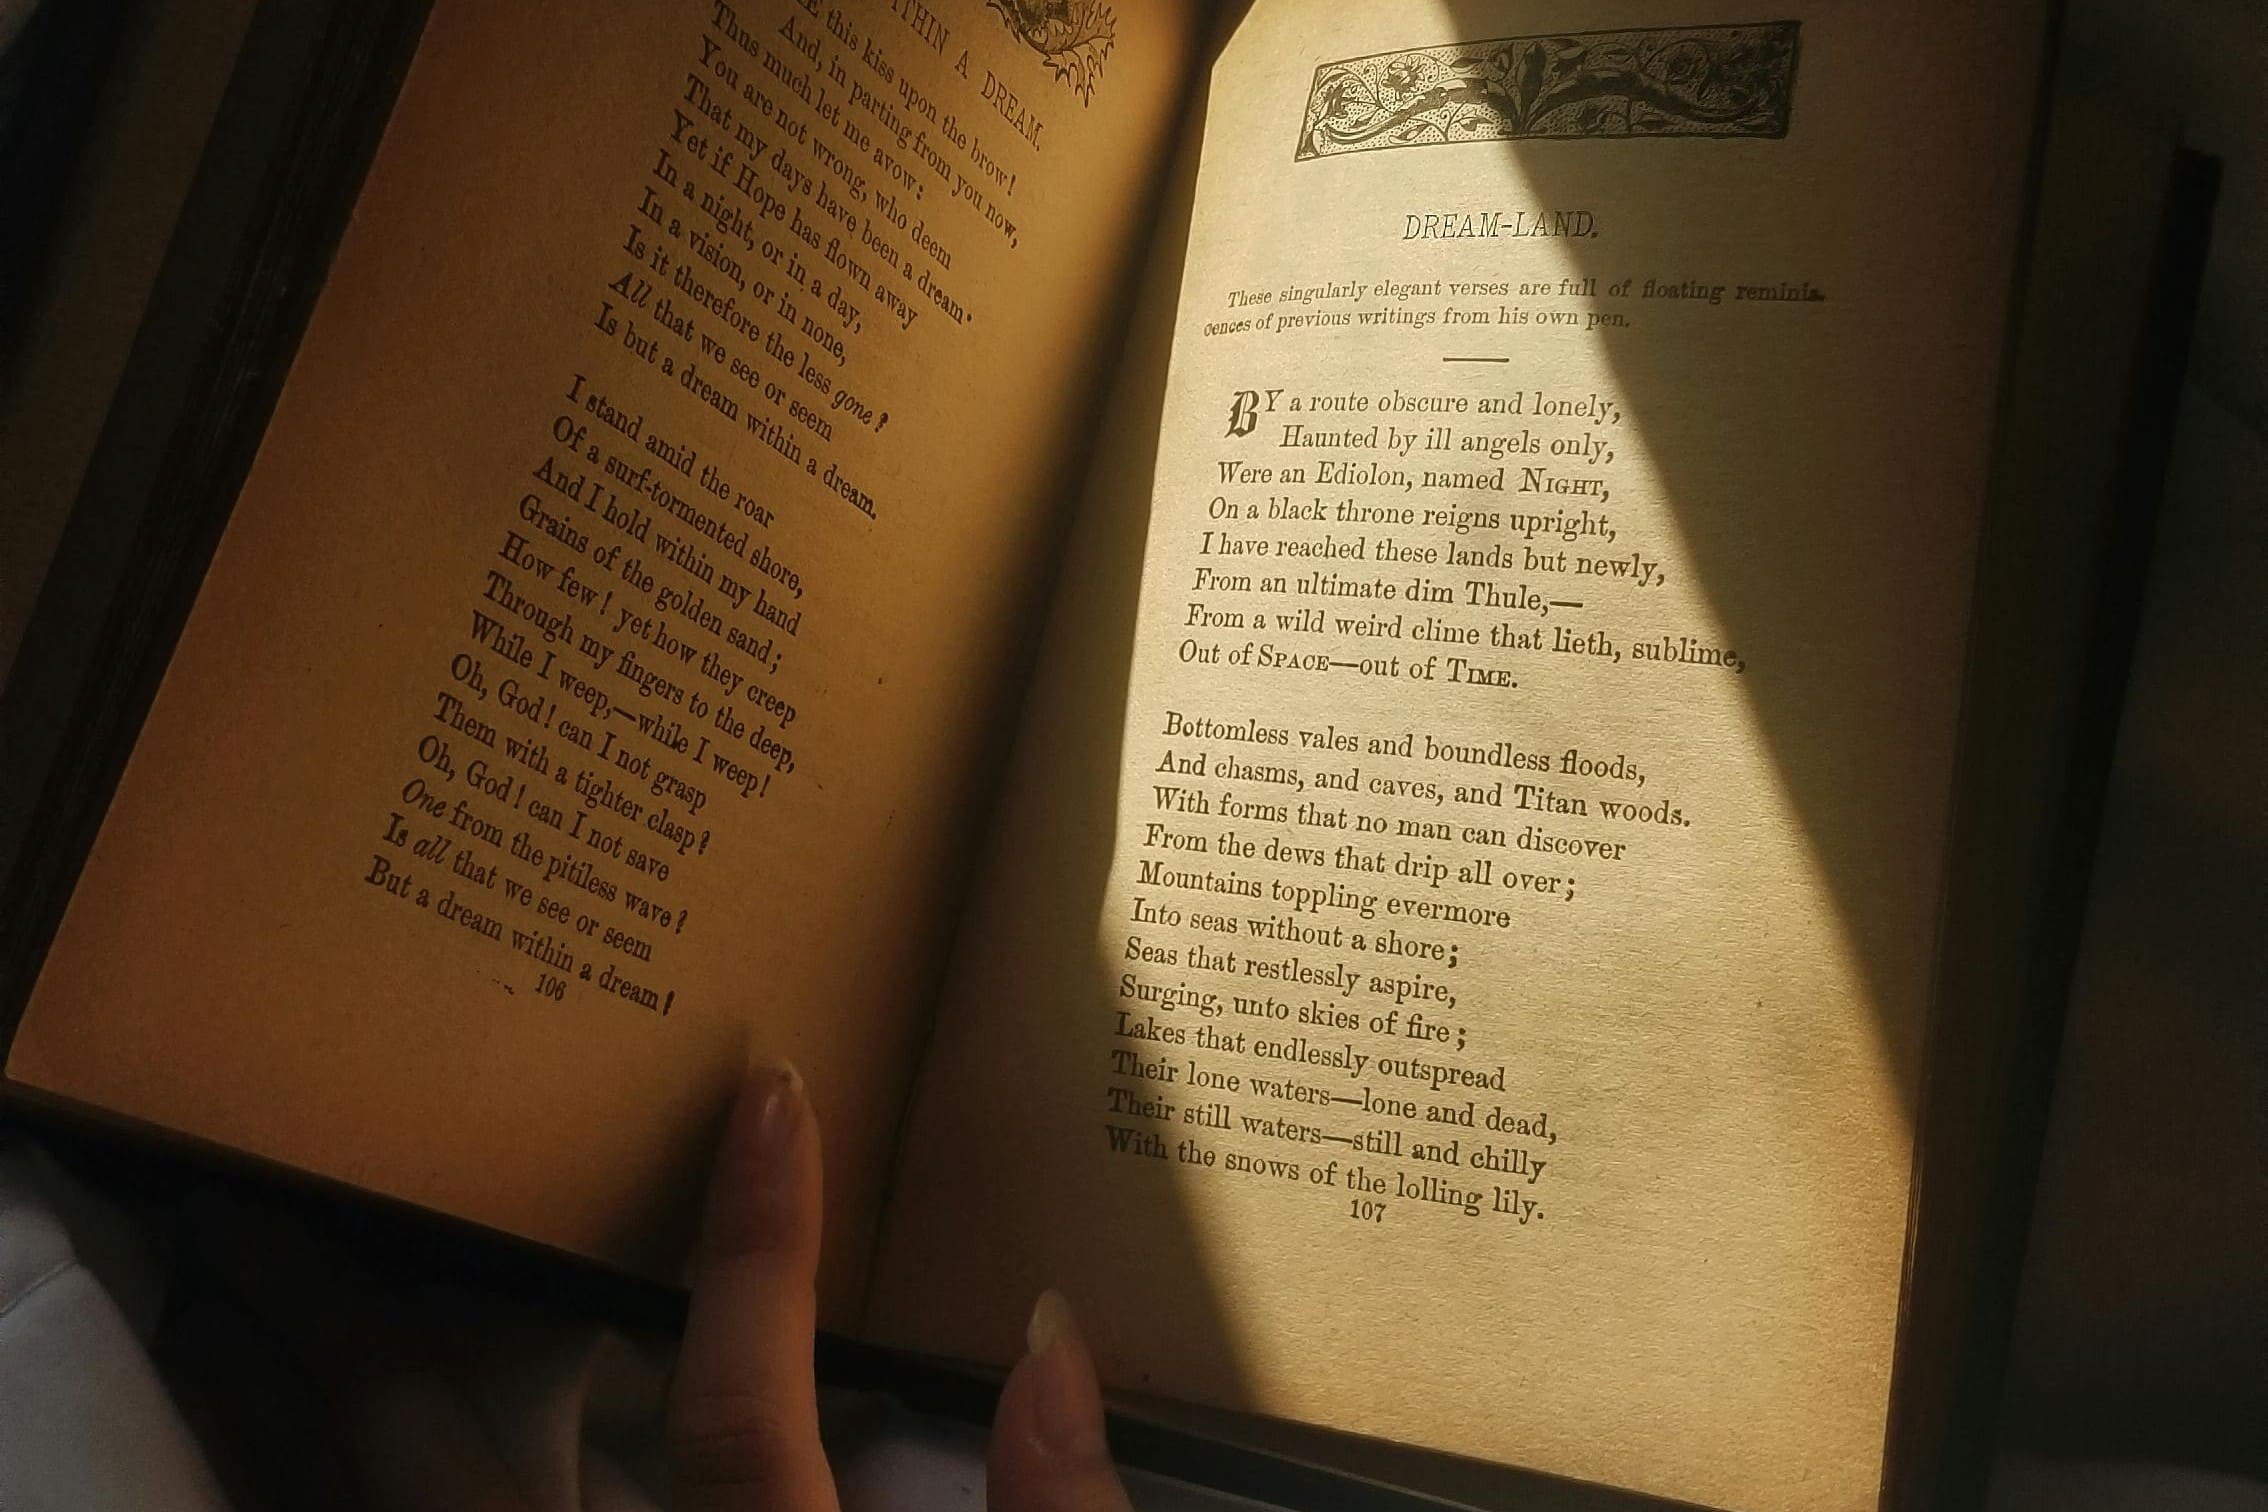 WITHIN A DREAM.
this kiss upon the brow!
And, in parting from you now,
Thus much let me avow:
You are not wrong, who deem
That my days have been a dream.
Yet if Hope has flown away
In a night, or in a day,
In a vision, or in none,
Is it therefore the less gone?
All that we see or seem
Is but a dream within a dream.
I stand amid the roar
Of a surf-tormented shore,
And I hold within my hand
Grains of the golden sand;
How few! yet how they creep
Through my fingers to the deep,
While I weep,—while I weep!
Oh, God! can I not grasp
Them with a tighter clasp?
Oh, God! can I not save
One from the pitiless wave?
Is all that we see or seem
But a dream within a dream!
106
DREAM-LAND.
These singularly elegant verses are full of floating reminis-
cences of previous writings from his own pen.
BY a route obscure and lonely,
Haunted by ill angels only,
Were an Ediolon, named NIGHT,
On a black throne reigns upright,
I have reached these lands but newly,
From an ultimate dim Thule,—
From a wild weird clime that lieth, sublime,
Out of SPACE—out of TIME.
Bottomless vales and boundless floods,
And chasms, and caves, and Titan woods.
With forms that no man can discover
From the dews that drip all over;
Mountains toppling evermore
Into seas without a shore;
Seas that restlessly aspire,
Surging, unto skies of fire;
Lakes that endlessly outspread
Their lone waters—lone and dead,
Their still waters—still and chilly
With the snows of the lolling lily.
107